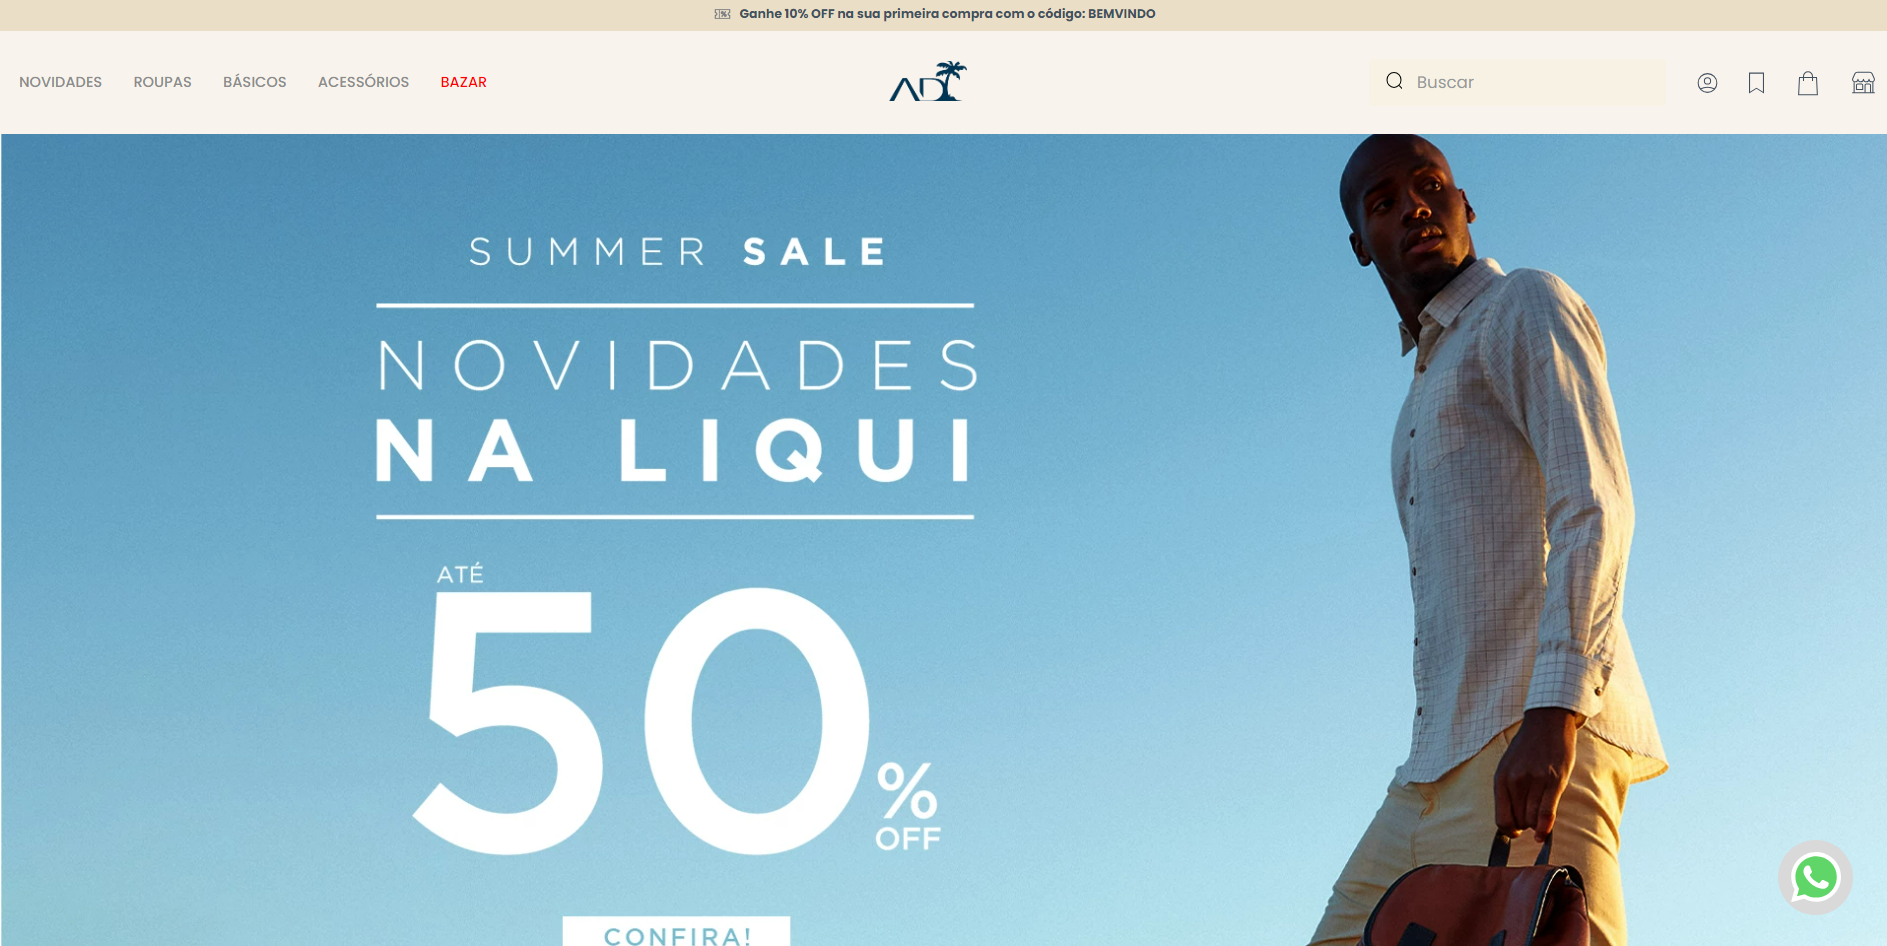 Ganhe 10% OFF na sua primeira compra com o código: BEMVINDO
NOVIDADES ROUPAS BÁSICOS ACESSÓRIOS BAZAR
AD
Buscar
SUMMER SALE
NOVIDADES
NA LIQUI
ATÉ
50%
OFF
CONFIRA!